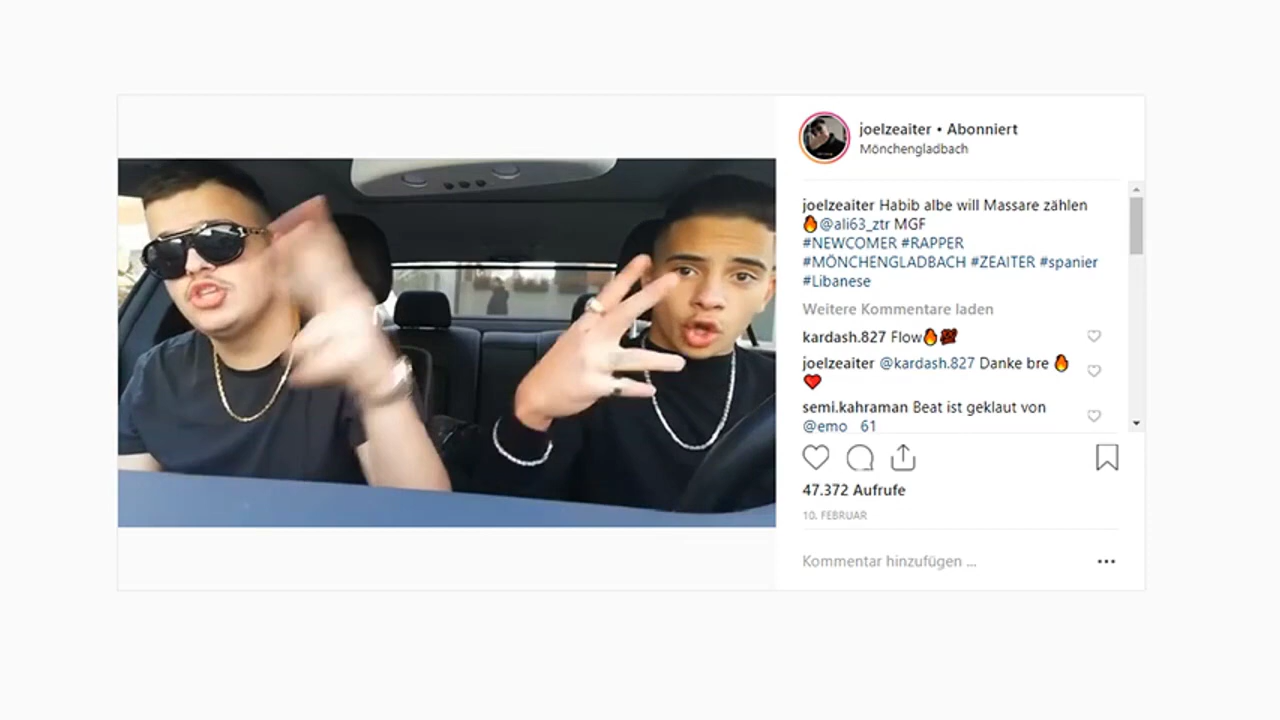 joelzeaiter • Abonniert
Mönchengladbach
joelzeaiter Habib albe will Massare zählen
🔥@ali63_ztr MGF
#NEWCOMER #RAPPER
#MÖNCHENGLADBACH #ZEAITER #spanier
#Libanese
Weitere Kommentare laden
kardash.827 Flow🔥💯
joelzeaiter @kardash.827 Danke bre 🔥
❤️
semi.kahraman Beat ist geklaut von
@emo__61
47.372 Aufrufe
10. FEBRUAR
Kommentar hinzufügen ...